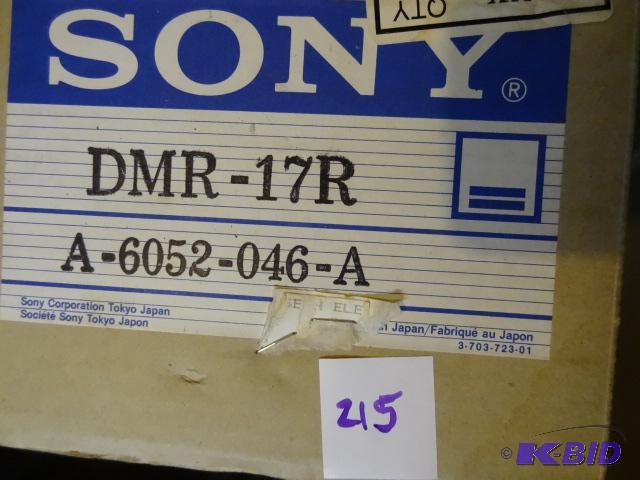 QTY
SONY®
DMR-17R
A-6052-046-A
Sony Corporation Tokyo Japan
Société Sony Tokyo Japon
Japan/Fabriqué au Japon
3-703-723-01
215
© K-BID